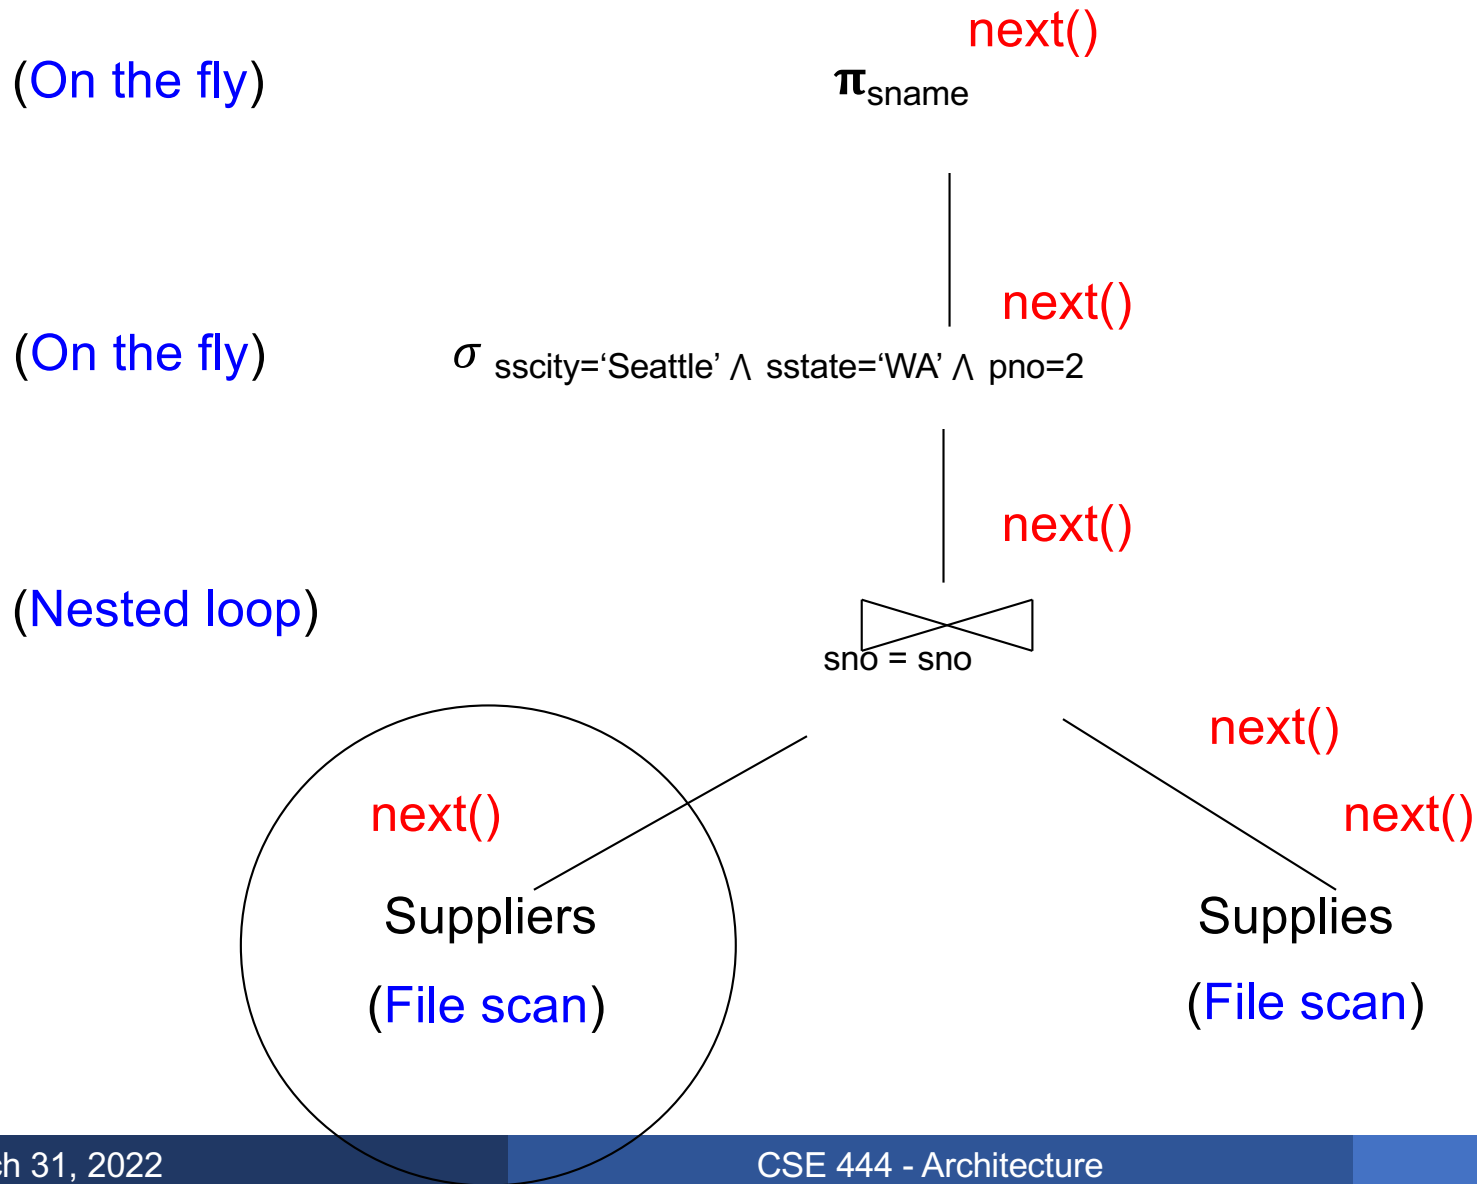 next()
(On the fly) πsname
next()
(On the fly) σ sscity=‘Seattle’ ∧ sstate=‘WA’ ∧ pno=2
next()
(Nested loop)
sno = sno
next()
next() next()
Suppliers Supplies
(File scan) (File scan)
ch 31, 2022 CSE 444 - Architecture